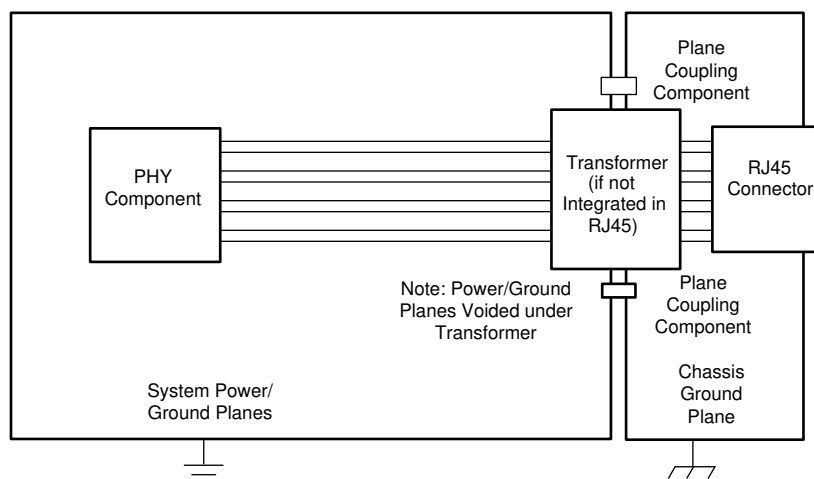 Plane
Coupling
Component
PHY
Component
Transformer
(if not
Integrated in
RJ45)
RJ45
Connector
Note: Power/Ground
Planes Voided under
Transformer
Plane
Coupling
Component
System Power/
Ground Planes
Chassis
Ground
Plane